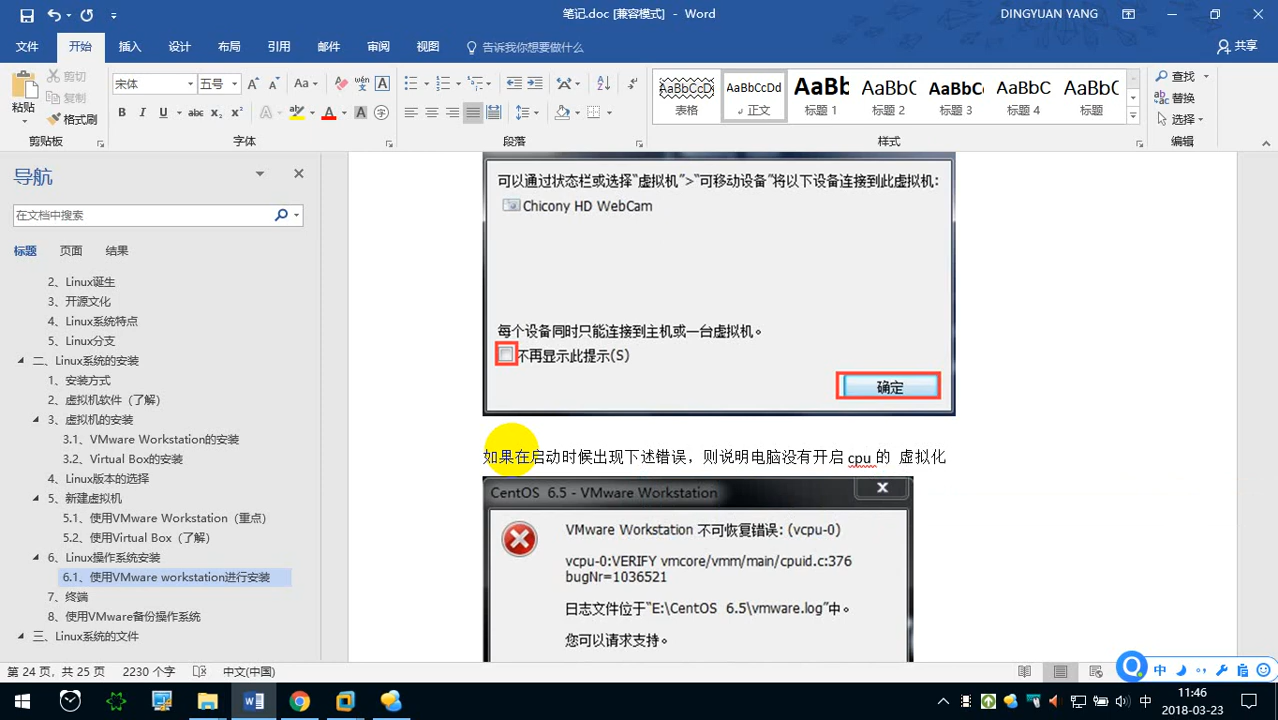 笔记.doc [兼容模式] - Word
DINGYUAN YANG
文件
开始
插入
设计
布局
引用
邮件
审阅
视图
告诉我你想要做什么
共享
粘贴
剪切
复制
格式刷
剪贴板
宋体
五号
字体
段落
AaBbCcDd
表格
AaBbCcDd
正文
AaBb
标题 1
AaBbC
标题 2
AaBbC
标题 3
AaBbC
标题 4
AaBbC
标题
样式
查找
替换
选择
编辑
导航
在文档中搜索
标题
页面
结果
2、Linux诞生
3、开源文化
4、Linux系统特点
5、Linux分支
二、Linux系统的安装
1、安装方式
2、虚拟机软件（了解）
3、虚拟机的安装
3.1、VMware Workstation的安装
3.2、Virtual Box的安装
4、Linux版本的选择
5、新建虚拟机
5.1、使用VMware Workstation（重点）
5.2、使用Virtual Box（了解）
6、Linux操作系统安装
6.1、使用VMware workstation进行安装
7、终端
8、使用VMware备份操作系统
三、Linux系统的文件
可以通过状态栏或选择“虚拟机”>“可移动设备”将以下设备连接到此虚拟机:
Chicony HD WebCam
每个设备同时只能连接到主机或一台虚拟机。
不再显示此提示(S)
确定
如果在启动时候出现下述错误，则说明电脑没有开启 cpu 的 虚拟化
CentOS 6.5 - VMware Workstation
VMware Workstation 不可恢复错误: (vcpu-0)
vcpu-0:VERIFY vmcore/vmm/main/cpuid.c:376
bugNr=1036521
日志文件位于“E:\CentOS 6.5\vmware.log”中。
您可以请求支持。
第 24 页，共 25 页
2230 个字
中文(中国)
中
中
11:46
2018-03-23